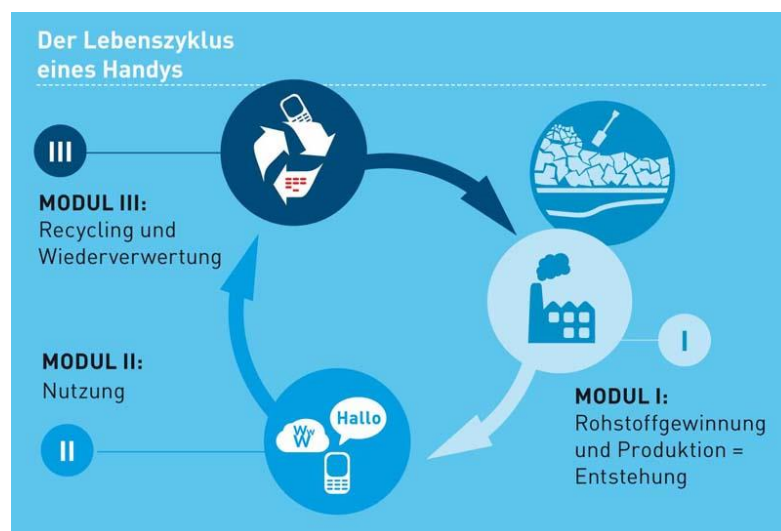 Der Lebenszyklus
eines Handys
III
MODUL III:
Recycling und
Wiederverwertung
MODUL II:
Nutzung
II
WwW
Hallo
I
MODUL I:
Rohstoffgewinnung
und Produktion =
Entstehung